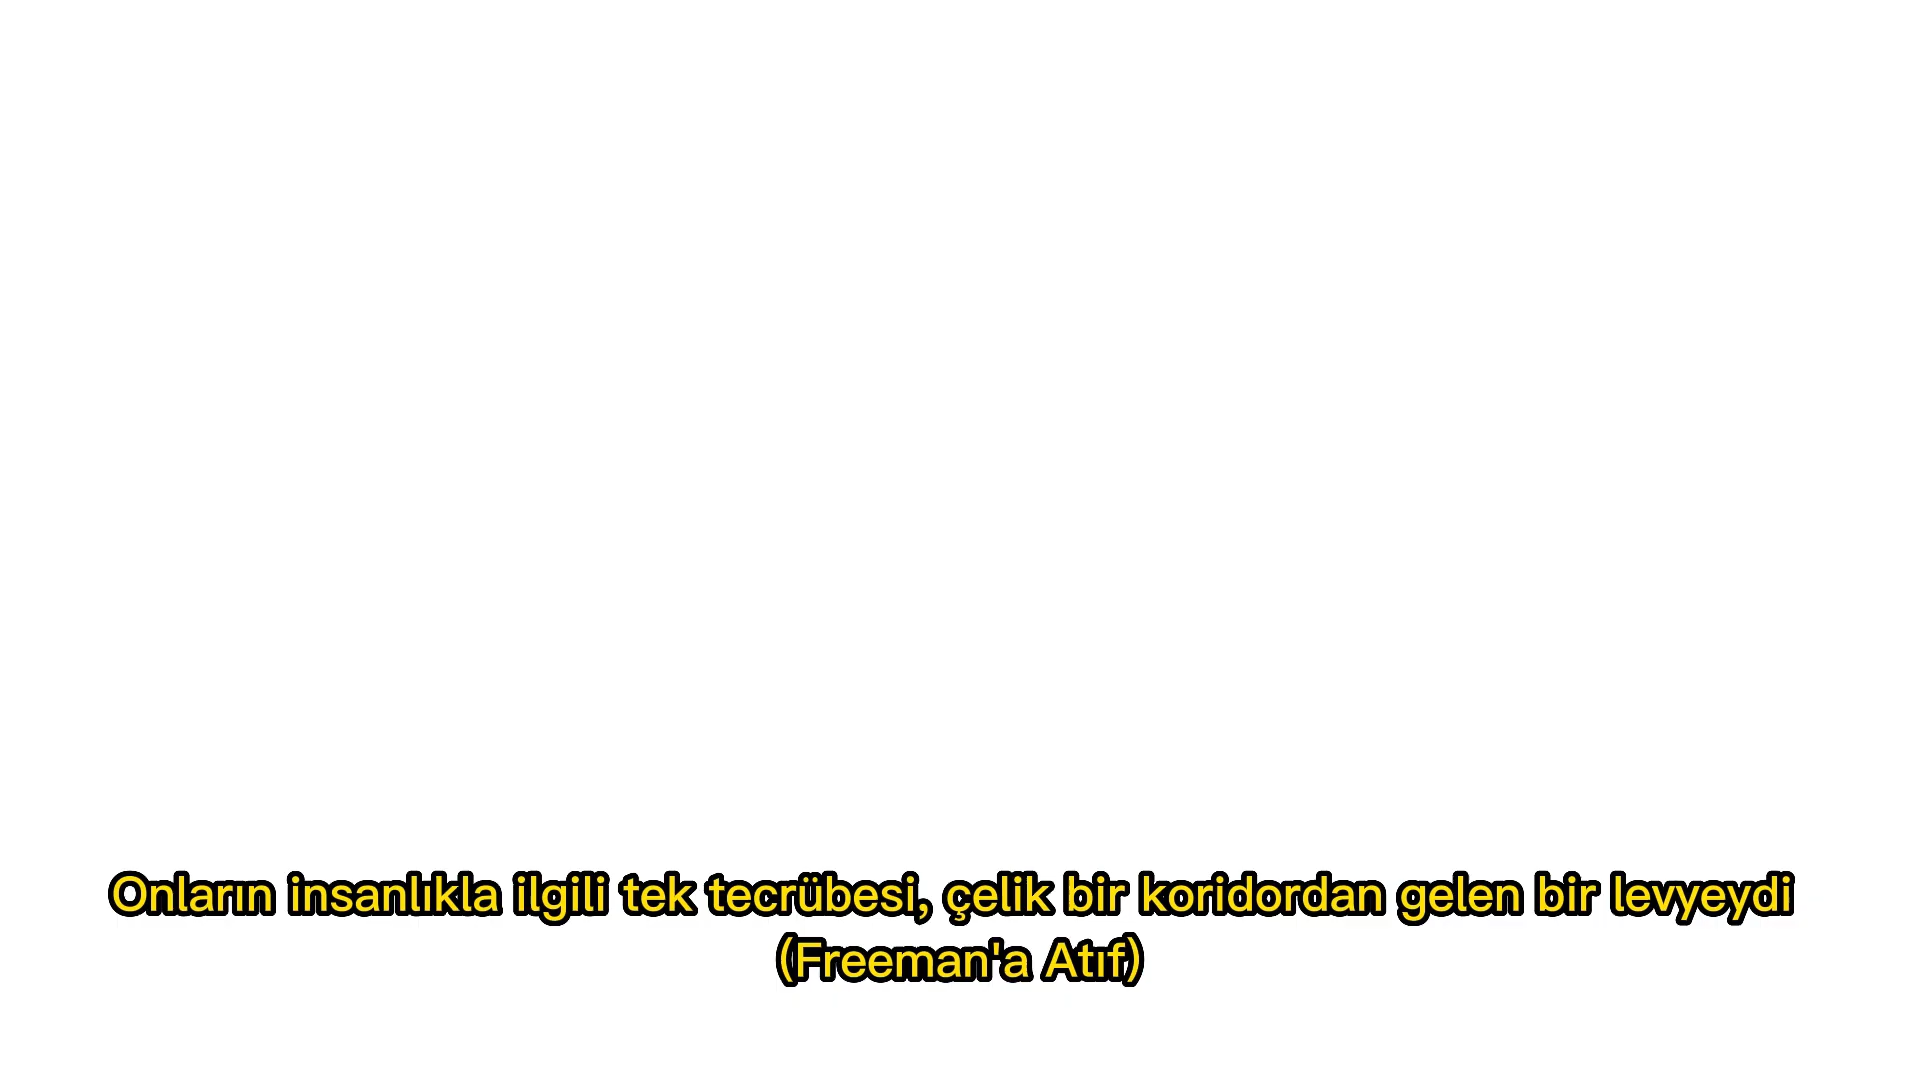 Onların insanlıkla ilgili tek tecrübesi, çelik bir koridordan gelen bir levyeydi
(Freeman'a Atıf)